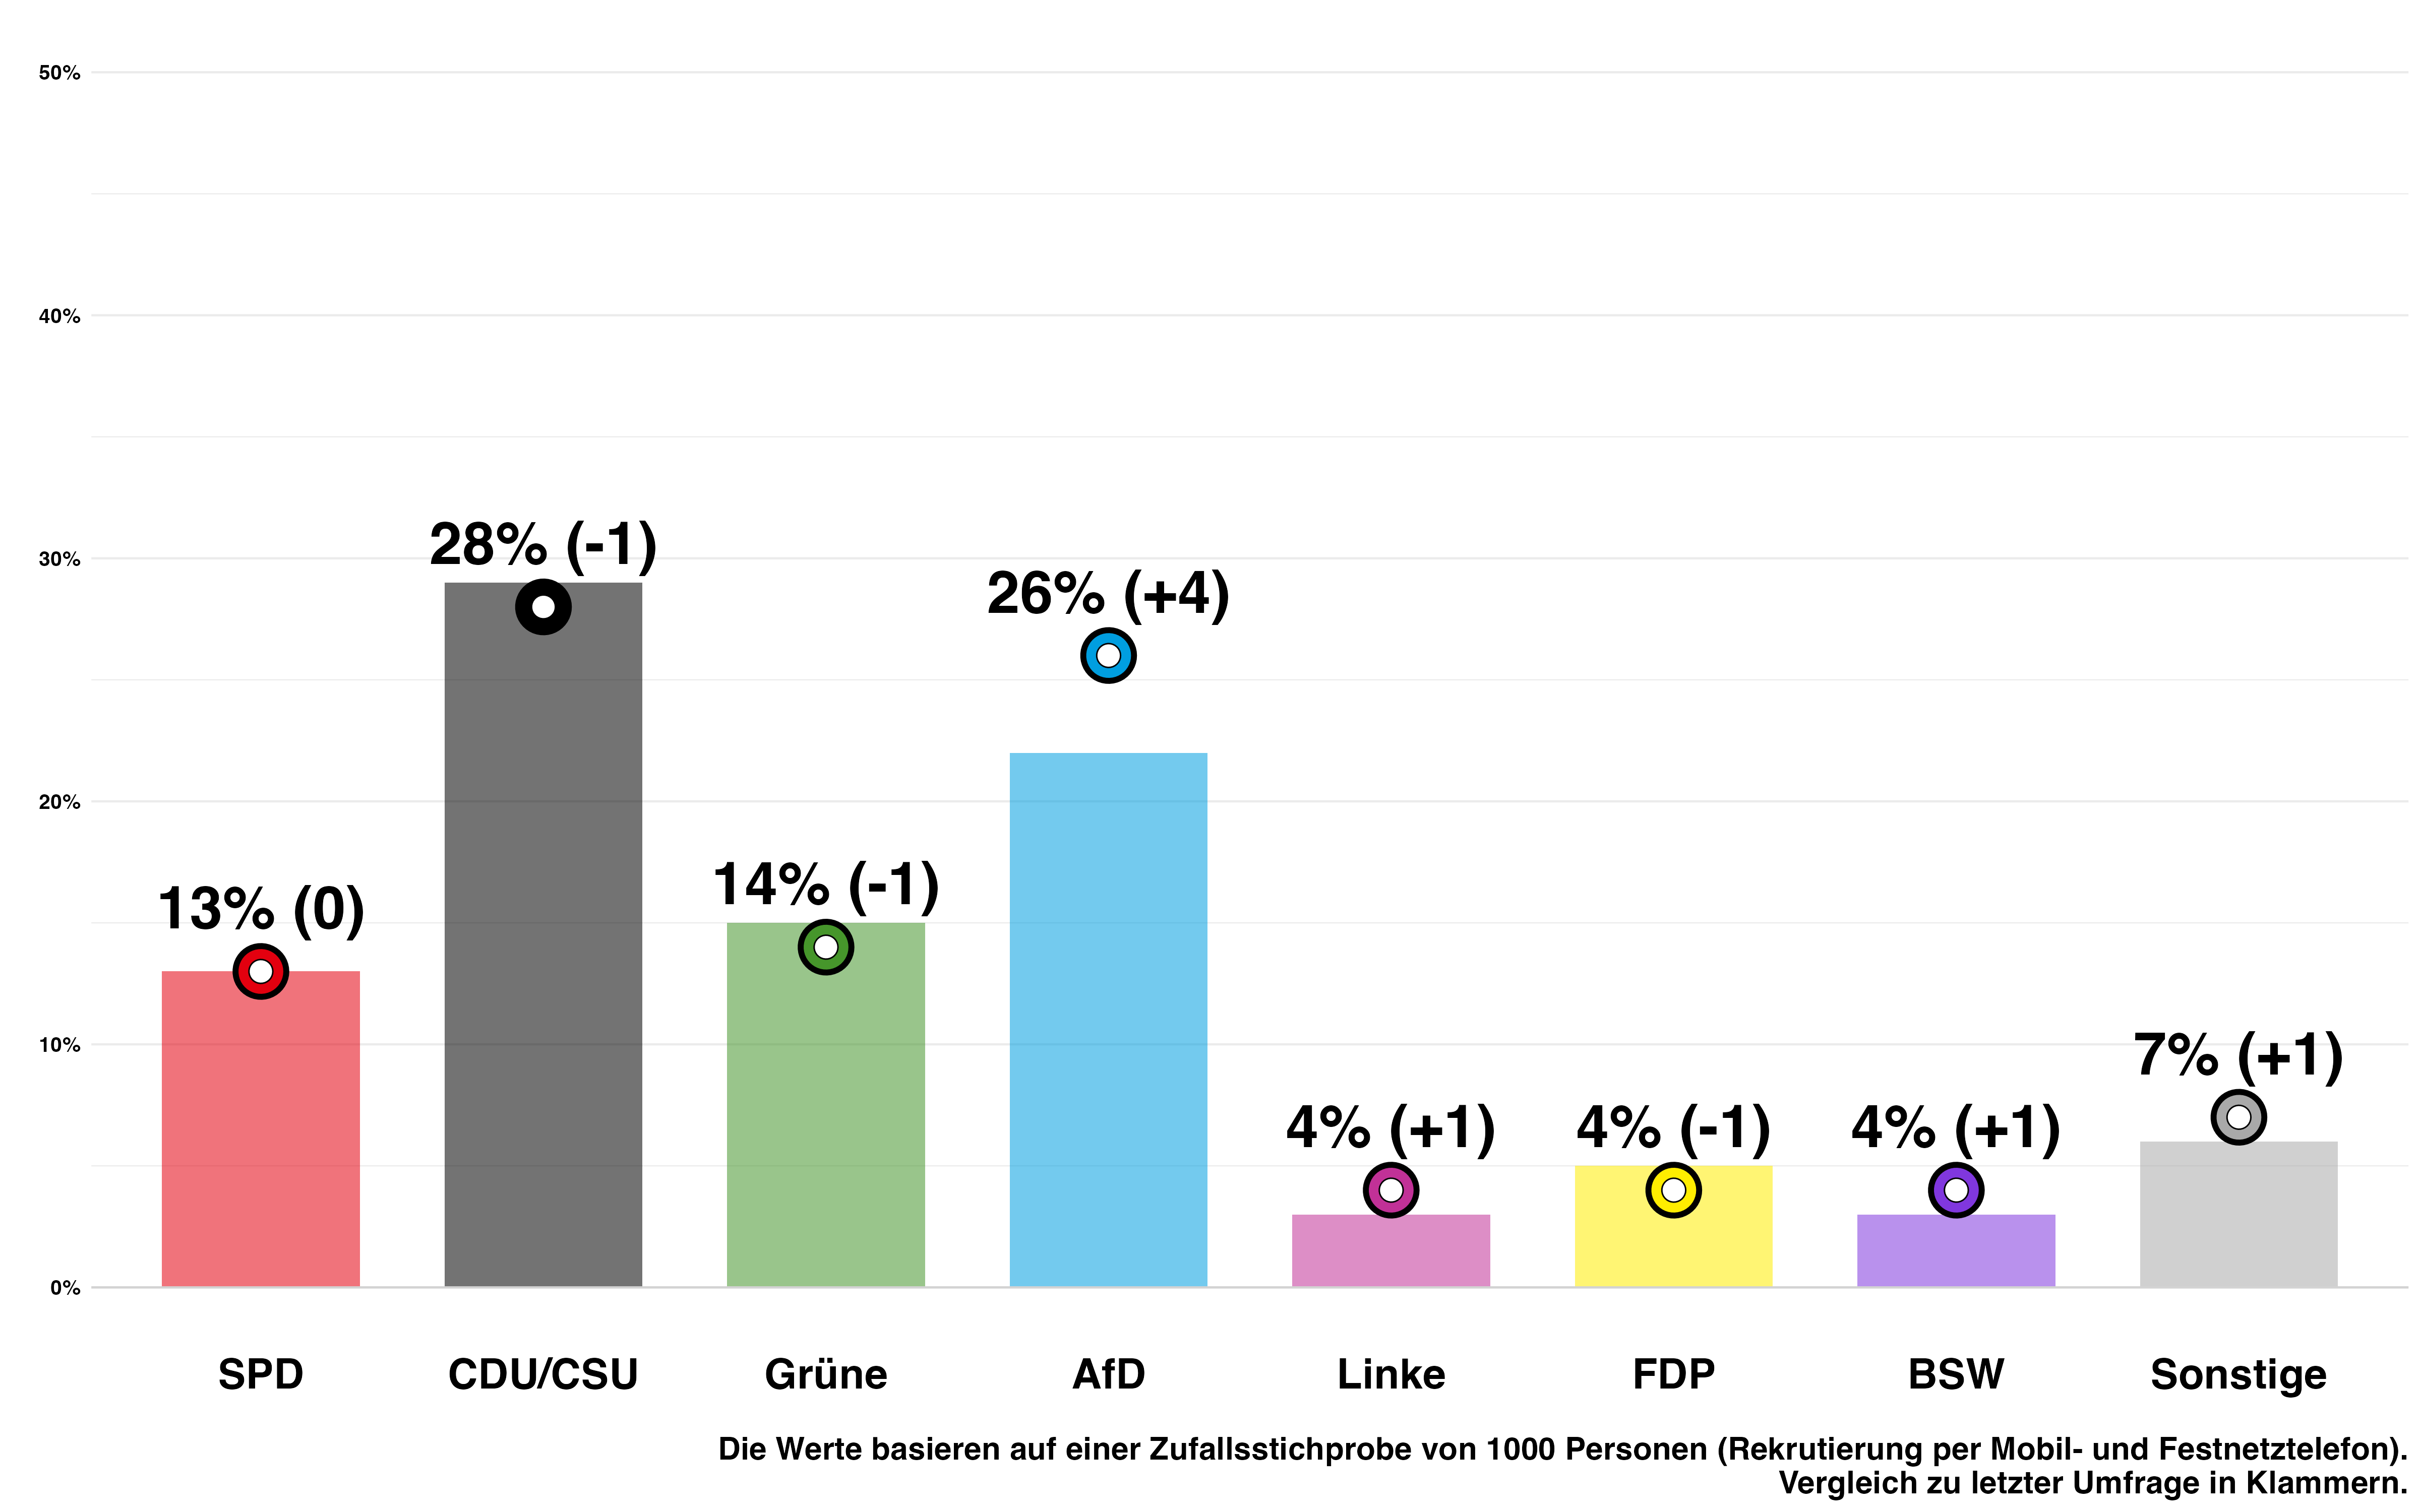 50%
40%
30%
20%
10%
0%
13% (0)
28% (-1)
14% (-1)
26% (+4)
4% (+1)
4% (-1)
4% (+1)
7% (+1)
SPD
CDU/CSU
Grüne
AfD
Linke
FDP
BSW
Sonstige
Die Werte basieren auf einer Zufallsstichprobe von 1000 Personen (Rekrutierung per Mobil- und Festnetztelefon).
Vergleich zu letzter Umfrage in Klammern.